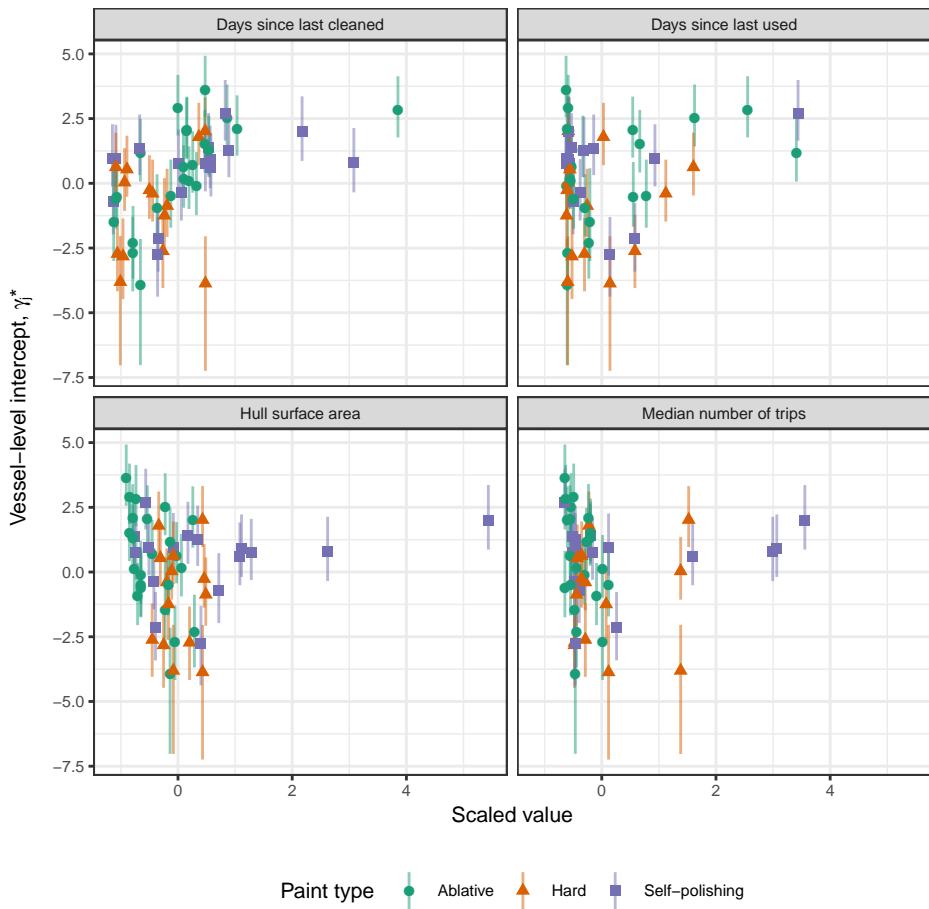 Days since last cleaned
Days since last used
5.0
2.5
0.0
−2.5
−5.0
−7.5
Hull surface area
Median number of trips
5.0
2.5
0.0
−2.5
−5.0
−7.5
0
2
4
0
2
4
Vessel−level intercept, γj*
Scaled value
Paint type
Ablative
Hard
Self−polishing